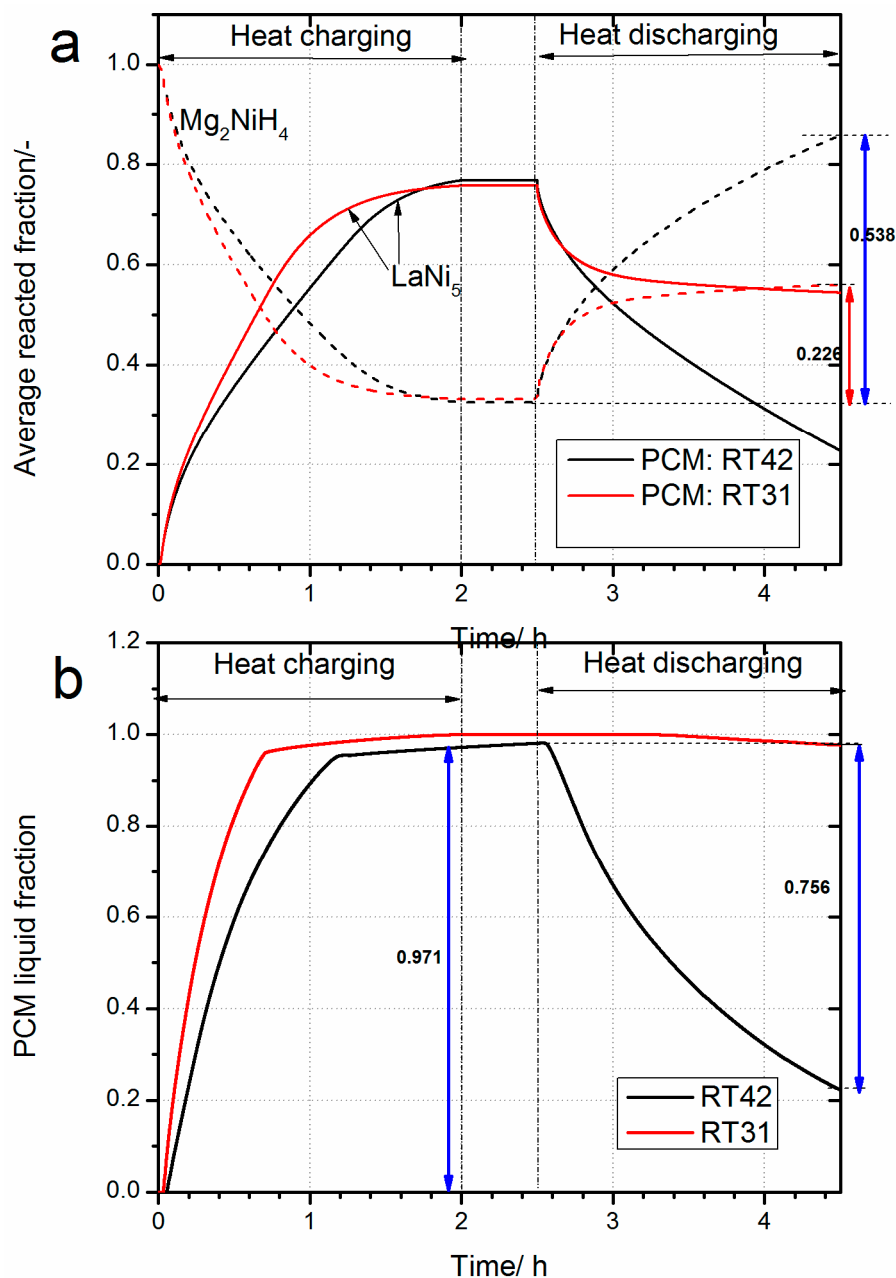 a
Heat charging
Heat discharging
1.0
Mg₂NiH₄
0.8
0.538
0.6
LaNi₅
0.226
0.4
0.2
PCM: RT42
PCM: RT31
0.0
0 1 2 3 4
Average reacted fraction/-
Time/ h
b
1.2
Heat charging
Heat discharging
1.0
0.8
0.756
0.6
0.971
0.4
0.2
RT42
RT31
0.0
0 1 2 3 4
PCM liquid fraction
Time/ h